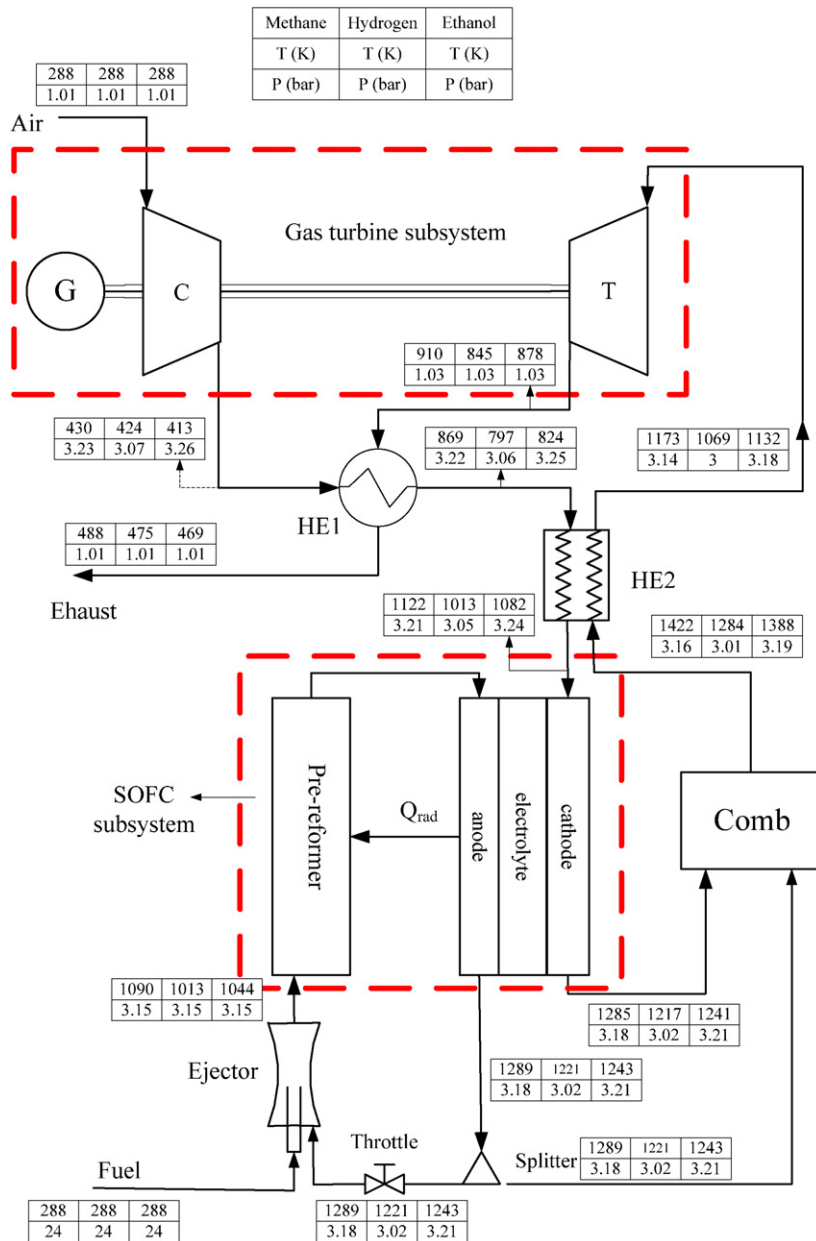 Methane Hydrogen Ethanol
T (K) T (K) T (K)
P (bar) P (bar) P (bar)
288 288 288
1.01 1.01 1.01
Air
Gas turbine subsystem
G
C
T
910 845 878
1.03 1.03 1.03
430 424 413
3.23 3.07 3.26
869 797 824
3.22 3.06 3.25
1173 1069 1132
3.14 3 3.18
HE1
488 475 469
1.01 1.01 1.01
HE2
Ehaust
1122 1013 1082
3.21 3.05 3.24
1422 1284 1388
3.16 3.01 3.19
SOFC
subsystem
Pre-reformer
Qrad
anode
electrolyte
cathode
Comb
1090 1013 1044
3.15 3.15 3.15
1285 1217 1241
3.18 3.02 3.21
Ejector
1289 1221 1243
3.18 3.02 3.21
Throttle
Splitter
1289 1221 1243
3.18 3.02 3.21
Fuel
288 288 288
24 24 24
1289 1221 1243
3.18 3.02 3.21